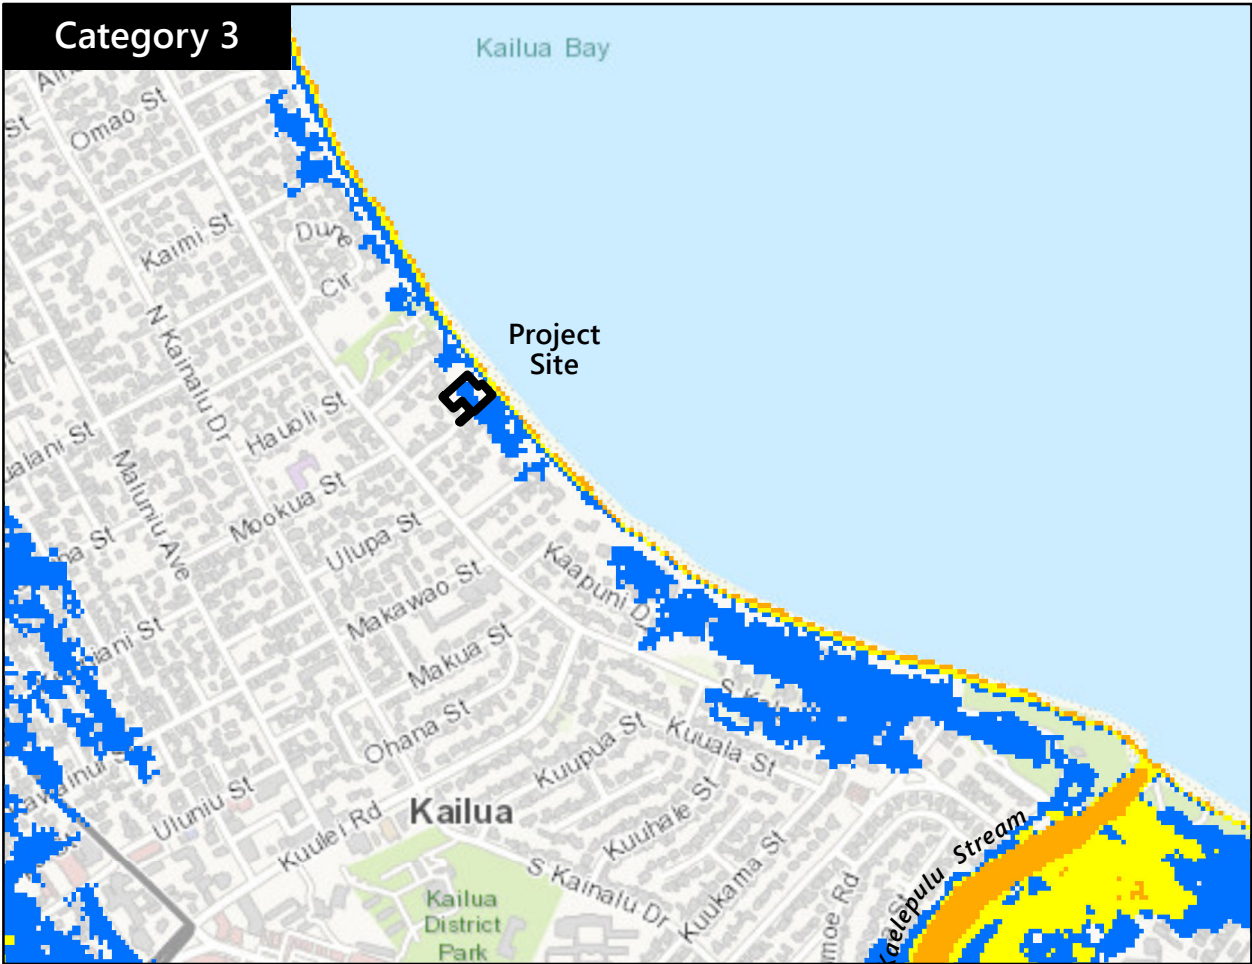 Category 3
Kailua Bay
St
Omao St
Kaimi St
Dune
Cir
Project
Site
N Kainalu Dr
Hauoli St
Maluniu Ave
Mookua St
Ulupa St
Kaapuni D
Makawao St
Makua St
Ohana St
Kuupua St
Kuuala St
Uluniu St
Kailua
Kuulei Rd
Kuuhale St
Kaelepulu Stream
S Kainalu Dr
Kuukama St
Kailua
District
Park